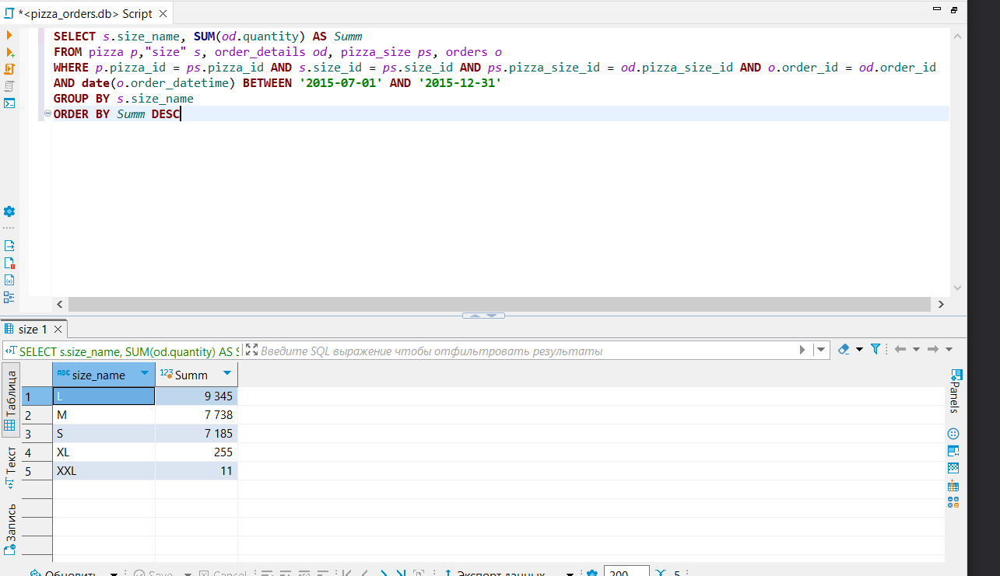 *<pizza_orders.db> Script
SELECT s.size_name, SUM(od.quantity) AS Summ
FROM pizza p,"size" s, order_details od, pizza_size ps, orders o
WHERE p.pizza_id = ps.pizza_id AND s.size_id = ps.size_id AND ps.pizza_size_id = od.pizza_size_id AND o.order_id = od.order_id
AND date(o.order_datetime) BETWEEN '2015-07-01' AND '2015-12-31'
GROUP BY s.size_name
ORDER BY Summ DESC
size 1
SELECT s.size_name, SUM(od.quantity) AS S
Введите SQL выражение чтобы отфильтровать результаты
Таблица
Текст
Запись
ABC size_name 123 Summ
1 L 9 345
2 M 7 738
3 S 7 185
4 XL 255
5 XXL 11
Panels
Обновить Save Cancel Экспорт данных 200 5